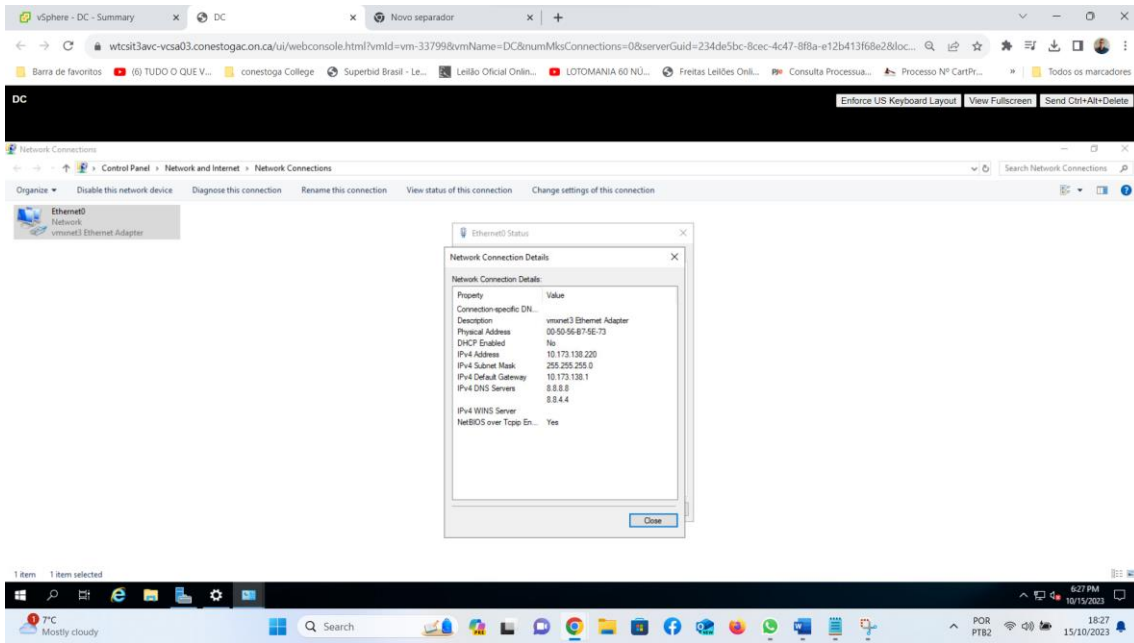 vSphere - DC - Summary
DC
Novo separador
wtcsit3avc-vcsa03.conestogac.on.ca/ui/webconsole.html?vmId=vm-33799&vmName=DC&numMksConnections=0&serverGuid=234de5bc-8cec-4c47-8f8a-e12b413f68e2&loc...
Barra de favoritos (6) TUDO O QUE V... conestoga College Superbid Brasil - Le... Leilão Oficial Onlin... LOTOMANIA 60 NÚ... Freitas Leilões Onli... Consulta Processua... Processo Nº CartPr... » Todos os marcadores
DC Enforce US Keyboard Layout View Fullscreen Send Ctrl+Alt+Delete
Network Connections
Control Panel > Network and Internet > Network Connections Search Network Connections
Organize Disable this network device Diagnose this connection Rename this connection View status of this connection Change settings of this connection
Ethernet0
Network
vmxnet3 Ethernet Adapter
Ethernet0 Status
Network Connection Details
Network Connection Details:
Property Value
Connection-specific DN...
Description vmxnet3 Ethernet Adapter
Physical Address 00-50-56-B7-5E-73
DHCP Enabled No
IPv4 Address 10.173.138.220
IPv4 Subnet Mask 255.255.255.0
IPv4 Default Gateway 10.173.138.1
IPv4 DNS Servers 8.8.8.8
8.8.4.4
IPv4 WINS Server
NetBIOS over Tcpip En... Yes
Close
1 item 1 item selected
6:27 PM
10/15/2023
1
7°C
Mostly cloudy
Search
POR
PTB2
18:27
15/10/2023